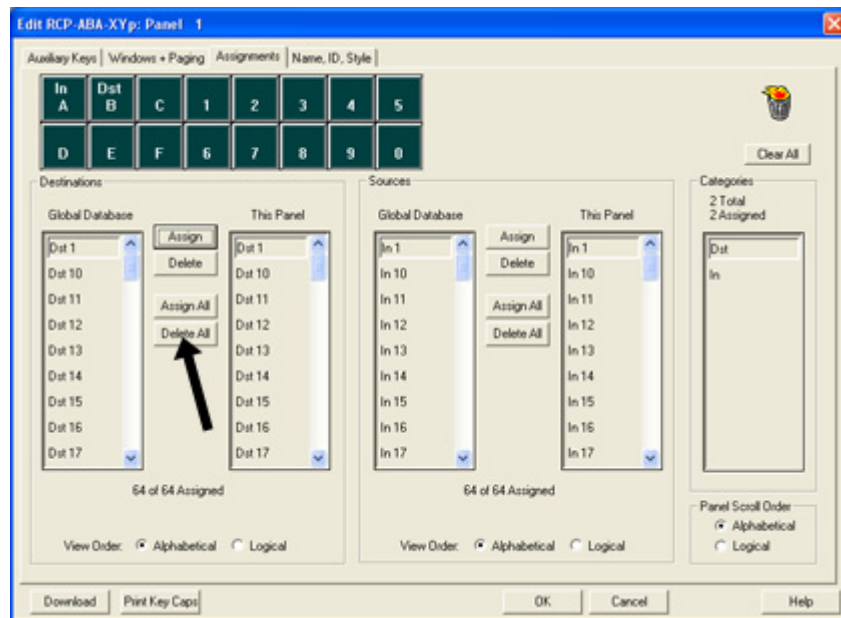 Edit RCP-ABA-XYp: Panel 1
Auxiliary Keys Windows + Paging Assignments Name, ID, Style
In A Dst B C 1 2 3 4 5
D E F 6 7 8 9 0
Clear All
Destinations
Global Database This Panel
Dst 1
Dst 10
Dst 11
Dst 12
Dst 13
Dst 14
Dst 15
Dst 16
Dst 17
Assign
Delete
Assign All
Delete All
Dst 1
Dst 10
Dst 11
Dst 12
Dst 13
Dst 14
Dst 15
Dst 16
Dst 17
64 of 64 Assigned
View Order: Alphabetical Logical
Sources
Global Database This Panel
In 1
In 10
In 11
In 12
In 13
In 14
In 15
In 16
In 17
Assign
Delete
Assign All
Delete All
In 1
In 10
In 11
In 12
In 13
In 14
In 15
In 16
In 17
64 of 64 Assigned
View Order: Alphabetical Logical
Categories
2 Total
2 Assigned
Dst
In
Panel Scroll Order
Alphabetical
Logical
Download Print Key Caps OK Cancel Help